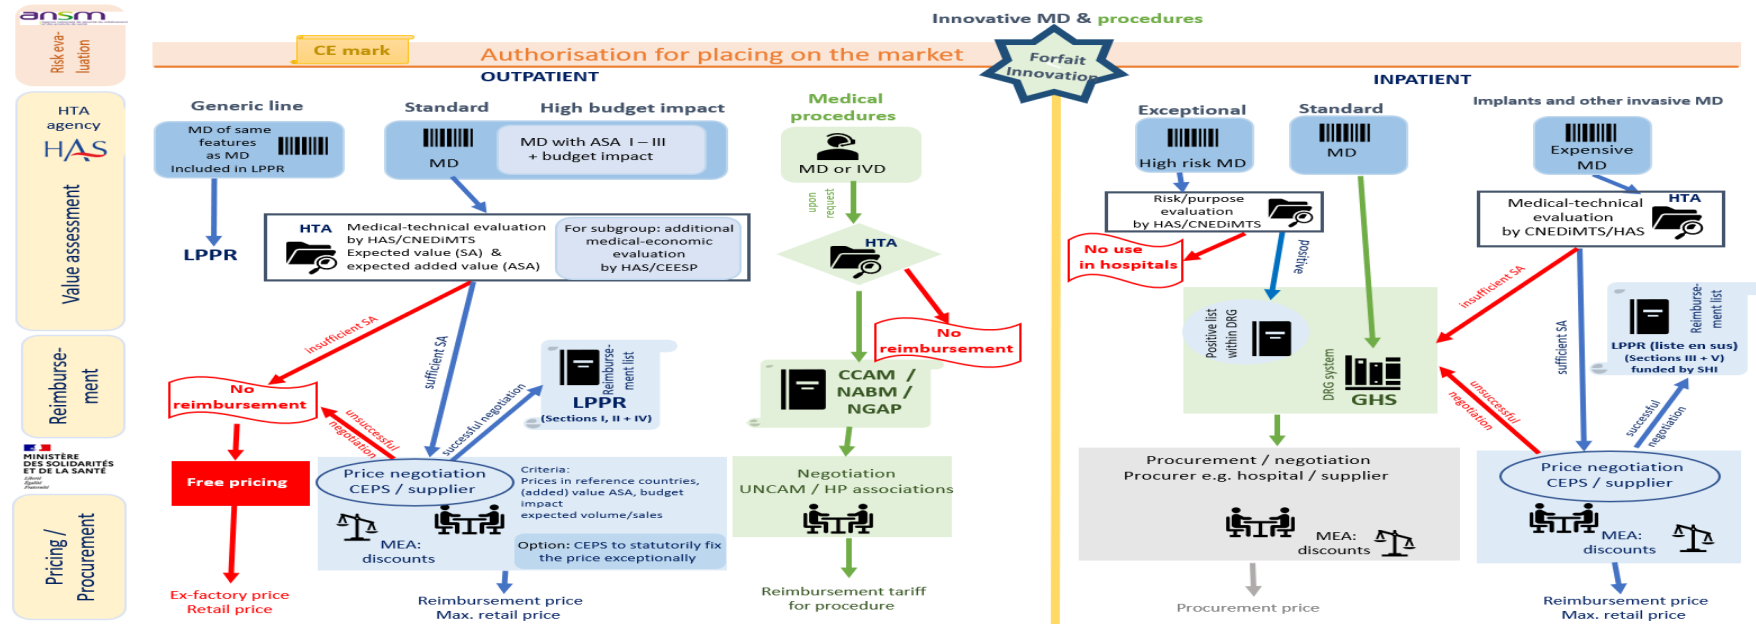 ansm
Risk eva-
luation
Innovative MD & procedures
CE mark
Authorisation for placing on the market
Forfait
Innovation
OUTPATIENT
INPATIENT
HTA
agency
HAS
Value assessment
Generic line
MD of same
features
as MD
Included in LPPR
LPPR
Standard
High budget impact
MD
MD with ASA I – III
+ budget impact
HTA
Medical-technical evaluation
by HAS/CNEDiMTS
Expected value (SA) &
expected added value (ASA)
For subgroup: additional
medical-economic
evaluation
by HAS/CEESP
Medical
procedures
MD or IVD
upon
request
HTA
No
reimbursement
Exceptional
High risk MD
Risk/purpose
evaluation
by HAS/CNEDiMTS
No use
in hospitals
positive
Standard
MD
Implants and other invasive MD
Expensive
MD
Medical-technical
evaluation
by CNEDiMTS/HAS
HTA
Reimburse-
ment
insufficient SA
sufficient SA
No
reimbursement
unsuccessful
negotiation
successful negotiation
Reimburse-
ment list
LPPR
(Sections I, II + IV)
CCAM /
NABM /
NGAP
Positive list
within DRG
DRG system
GHS
insufficient SA
sufficient SA
unsuccessful
negotiation
successful
negotiation
Reimburse-
ment list
LPPR (liste en sus)
(Sections III + V)
funded by SHI
MINISTÈRE
DES SOLIDARITÉS
ET DE LA SANTÉ
Liberté
Égalité
Fraternité
Pricing /
Procurement
Free pricing
Ex-factory price
Retail price
Price negotiation
CEPS / supplier
Criteria:
Prices in reference countries,
(added) value ASA, budget
impact
expected volume/sales
MEA:
discounts
Option: CEPS to statutorily fix
the price exceptionally
Reimbursement price
Max. retail price
Negotiation
UNCAM / HP associations
Reimbursement tariff
for procedure
Procurement / negotiation
Procurer e.g. hospital / supplier
MEA:
discounts
Procurement price
Price negotiation
CEPS / supplier
MEA:
discounts
Reimbursement price
Max. retail price